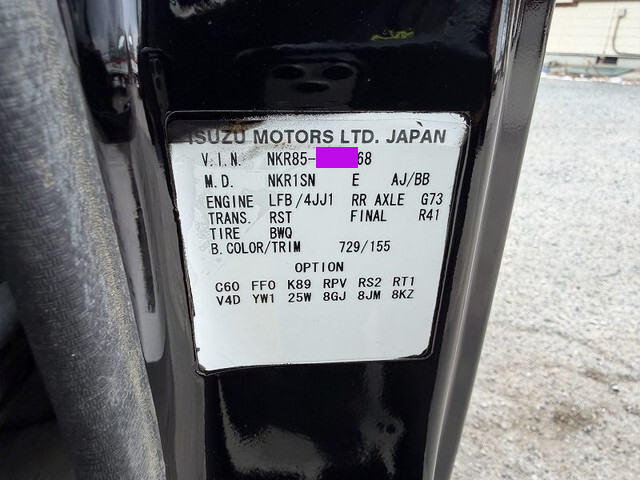 ISUZU MOTORS LTD. JAPAN
V.I.N. NKR85-68
M.D. NKR1SN E AJ/BB
ENGINE LFB/4JJ1 RR AXLE G73
TRANS. RST FINAL R41
TIRE BWQ
B.COLOR/TRIM 729/155
OPTION
C60 FF0 K89 RPV RS2 RT1
V4D YW1 25W 8GJ 8JM 8KZ